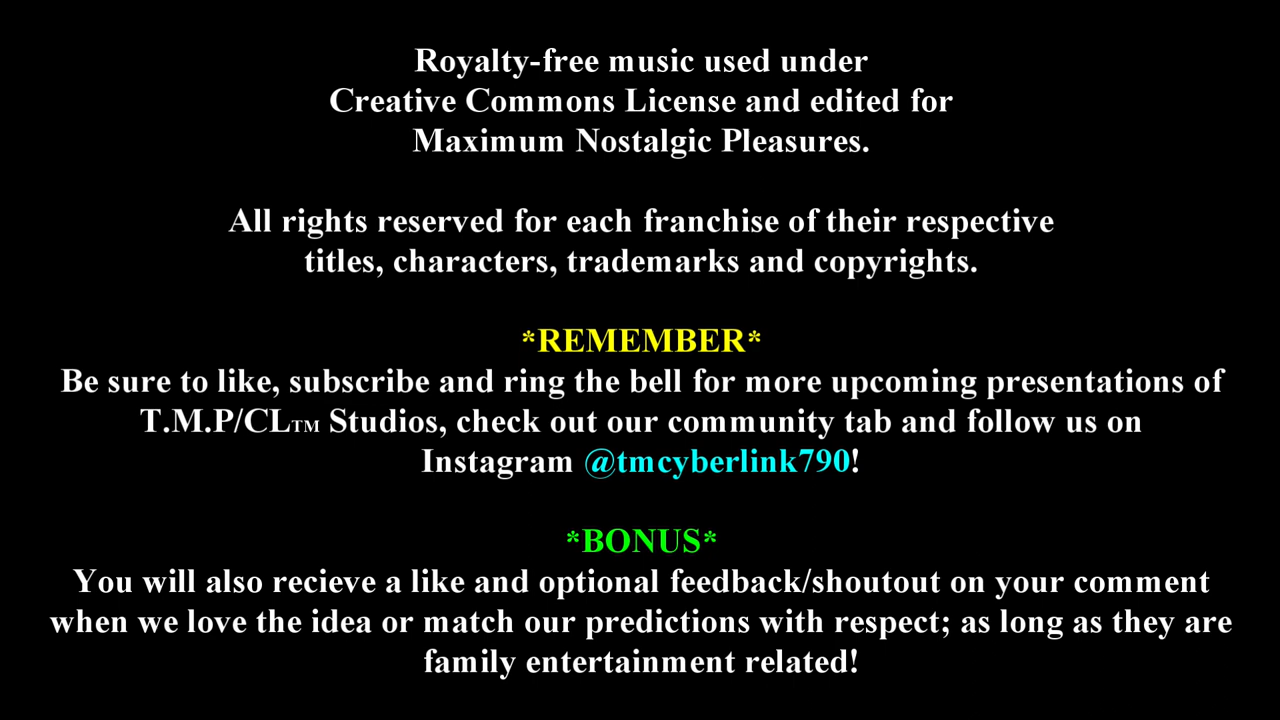 Royalty-free music used under
Creative Commons License and edited for
Maximum Nostalgic Pleasures.
All rights reserved for each franchise of their respective
titles, characters, trademarks and copyrights.
*REMEMBER*
Be sure to like, subscribe and ring the bell for more upcoming presentations of
T.M.P/CL™ Studios, check out our community tab and follow us on
Instagram @tmcyberlink790!
*BONUS*
You will also recieve a like and optional feedback/shoutout on your comment
when we love the idea or match our predictions with respect; as long as they are
family entertainment related!